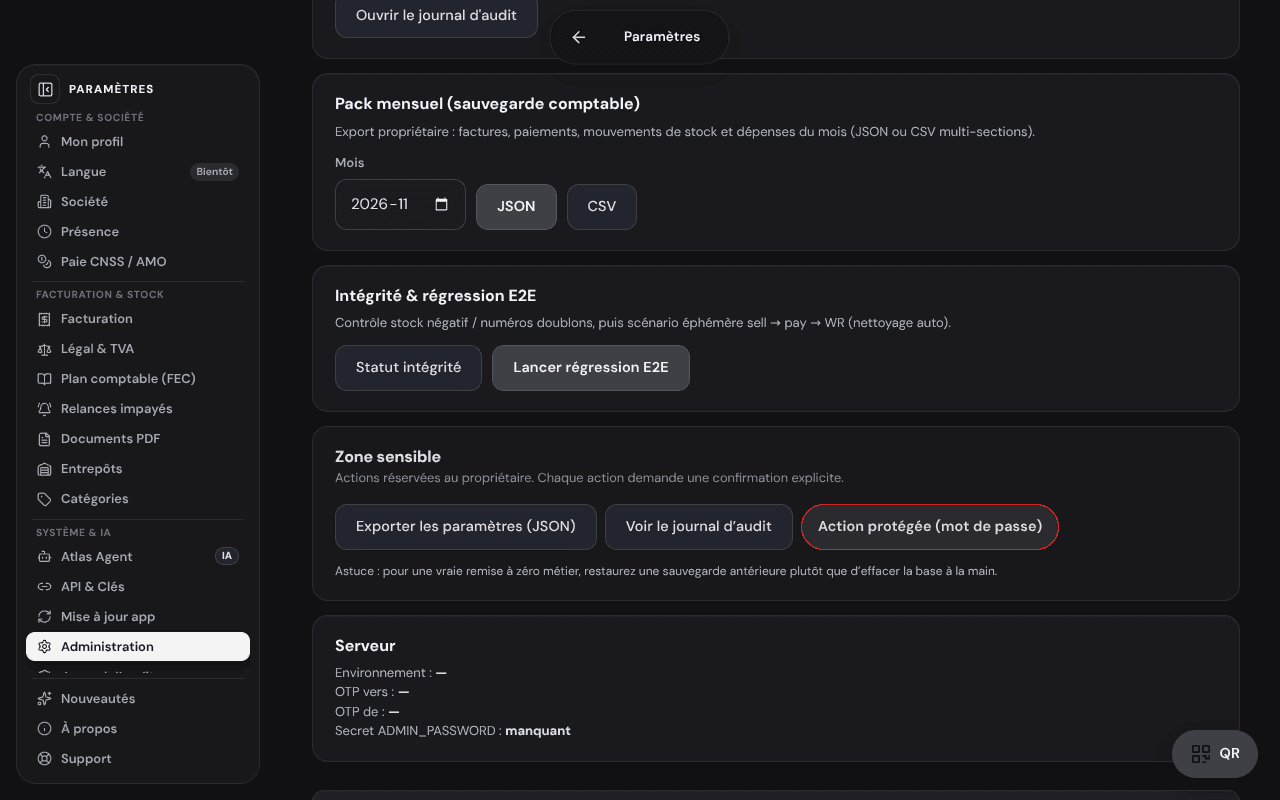 Ouvrir le journal d'audit
Paramètres
PARAMÈTRES
COMPTE & SOCIÉTÉ
Mon profil
Langue
Bientôt
Société
Présence
Paie CNSS / AMO
FACTURATION & STOCK
Facturation
Légal & TVA
Plan comptable (FEC)
Relances impayés
Documents PDF
Entrepôts
Catégories
SYSTÈME & IA
Atlas Agent
IA
API & Clés
Mise à jour app
Administration
Nouveautés
À propos
Support
Pack mensuel (sauvegarde comptable)
Export propriétaire : factures, paiements, mouvements de stock et dépenses du mois (JSON ou CSV multi-sections).
Mois
2026-11
JSON
CSV
Intégrité & régression E2E
Contrôle stock négatif / numéros doublons, puis scénario éphémère sell → pay → WR (nettoyage auto).
Statut intégrité
Lancer régression E2E
Zone sensible
Actions réservées au propriétaire. Chaque action demande une confirmation explicite.
Exporter les paramètres (JSON)
Voir le journal d’audit
Action protégée (mot de passe)
Astuce : pour une vraie remise à zéro métier, restaurez une sauvegarde antérieure plutôt que d’effacer la base à la main.
Serveur
Environnement : —
OTP vers : —
OTP de : —
Secret ADMIN_PASSWORD : manquant
QR